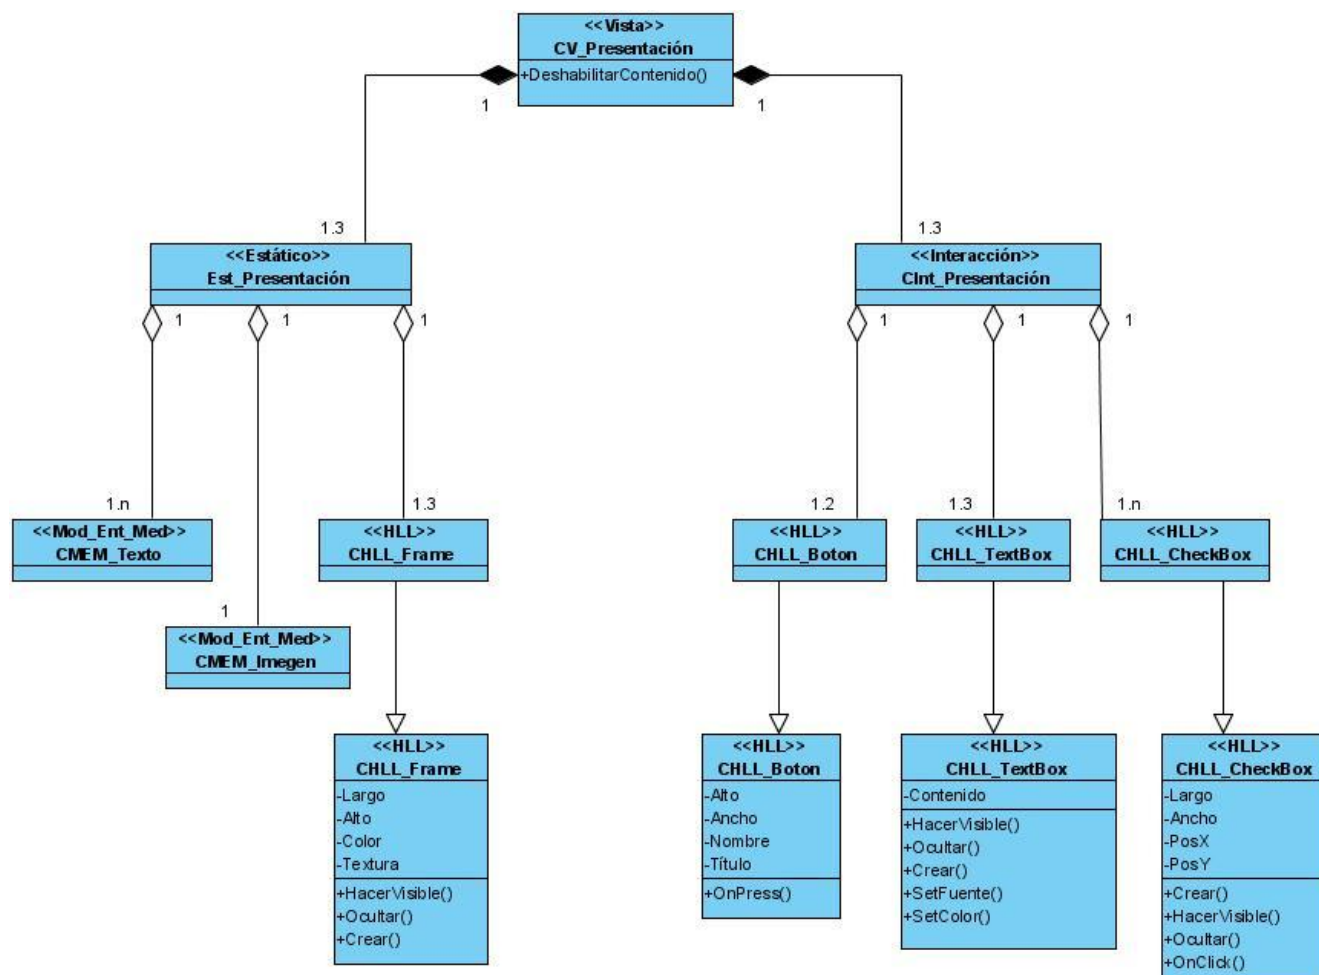 <<Vista>>
CV_Presentación
+DeshabilitarContenido()
1
1
1.3
1.3
<<Estático>>
Est_Presentación
<<Interacción>>
CInt_Presentación
1
1
1
1
1
1
1.n
1.3
1.2
1.3
1.n
<<Mod_Ent_Med>>
CMEM_Texto
<<HLL>>
CHLL_Frame
<<HLL>>
CHLL_Boton
<<HLL>>
CHLL_TextBox
<<HLL>>
CHLL_CheckBox
1
<<Mod_Ent_Med>>
CMEM_Imegen
<<HLL>>
CHLL_Frame
-Largo
-Alto
-Color
-Textura
+HacerVisible()
+Ocultar()
+Crear()
<<HLL>>
CHLL_Boton
-Alto
-Ancho
-Nombre
-Título
+OnPress()
<<HLL>>
CHLL_TextBox
-Contenido
+HacerVisible()
+Ocultar()
+Crear()
+SetFuente()
+SetColor()
<<HLL>>
CHLL_CheckBox
-Largo
-Ancho
-PosX
-PosY
+Crear()
+HacerVisible()
+Ocultar()
+OnClick()